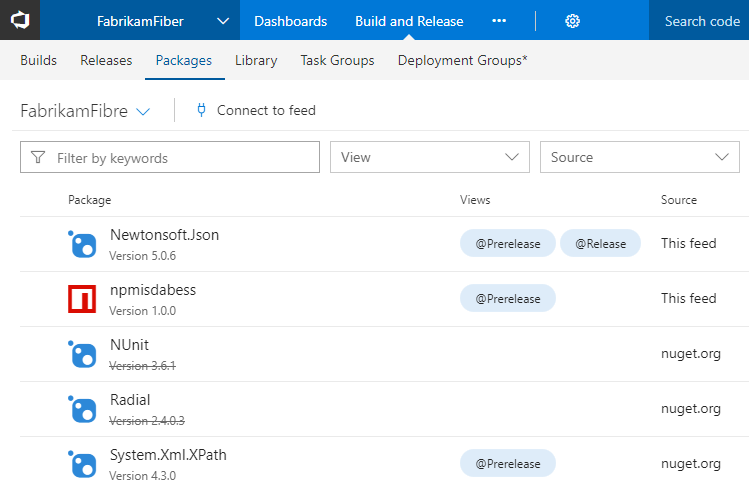 FabrikamFiber Dashboards Build and Release ••• Search code
Builds Releases Packages Library Task Groups Deployment Groups*
FabrikamFibre Connect to feed
Filter by keywords View Source
Package Views Source
Newtonsoft.Json @Prerelease @Release This feed
Version 5.0.6
npmisdabess @Prerelease This feed
Version 1.0.0
NUnit nuget.org
Version 3.6.1
Radial nuget.org
Version 2.4.0.3
System.Xml.XPath @Prerelease nuget.org
Version 4.3.0